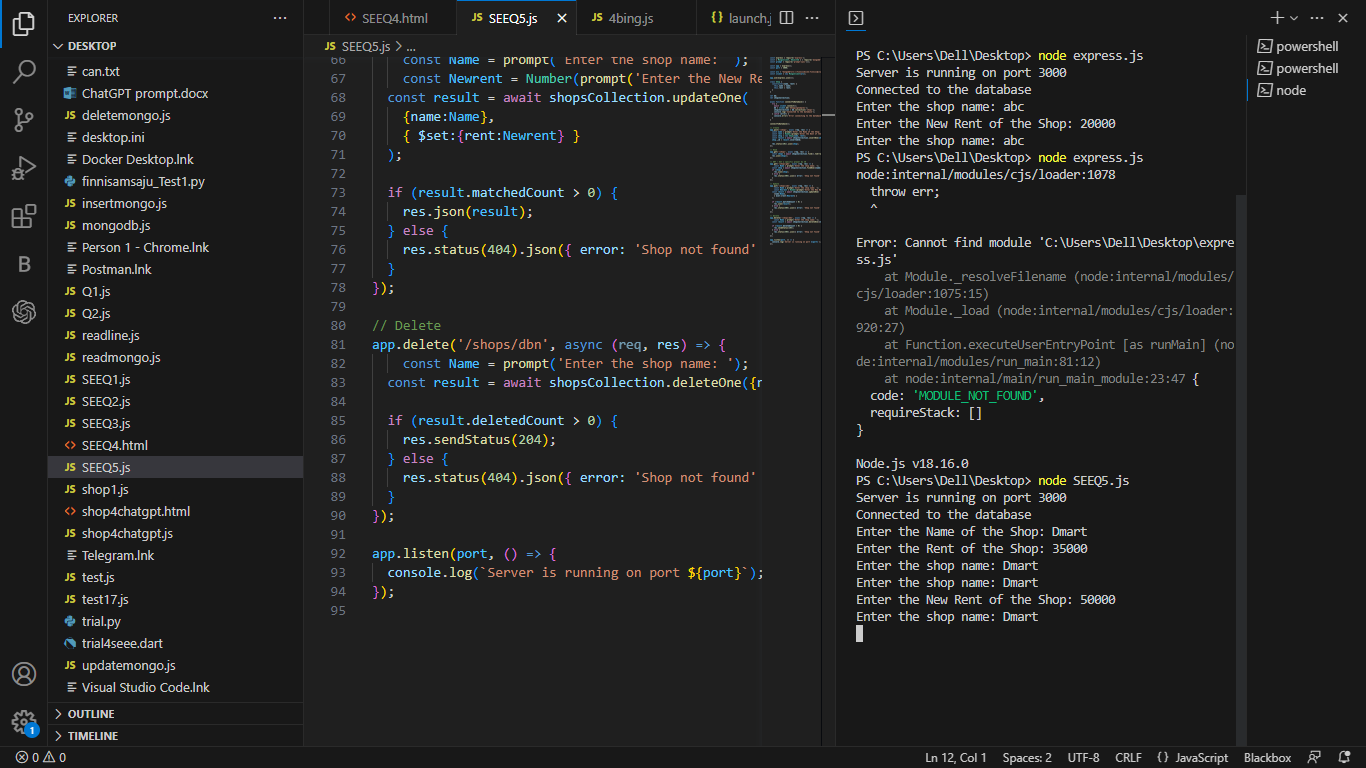 EXPLORER
DESKTOP
can.txt
ChatGPT prompt.docx
deletemongo.js
desktop.ini
Docker Desktop.lnk
finnisamsaju_Test1.py
insertmongo.js
mongodb.js
Person 1 - Chrome.lnk
Postman.lnk
Q1.js
Q2.js
readline.js
readmongo.js
SEEQ1.js
SEEQ2.js
SEEQ3.js
SEEQ4.html
SEEQ5.js
shop1.js
shop4chatgpt.html
shop4chatgpt.js
Telegram.lnk
test.js
test17.js
trial.py
trial4seee.dart
updatemongo.js
Visual Studio Code.lnk
OUTLINE
TIMELINE
SEEQ4.html
JS SEEQ5.js
JS 4bing.js
{} launch.j
JS SEEQ5.js > ...
66 const Name = prompt('Enter the shop name: ');
67 const Newrent = Number(prompt('Enter the New Re
68 const result = await shopsCollection.updateOne(
69 {name:Name},
70 { $set:{rent:Newrent} }
71 );
72
73 if (result.matchedCount > 0) {
74 res.json(result);
75 } else {
76 res.status(404).json({ error: 'Shop not found'
77 }
78 });
79
80 // Delete
81 app.delete('/shops/dbn', async (req, res) => {
82 const Name = prompt('Enter the shop name: ');
83 const result = await shopsCollection.deleteOne({n
84
85 if (result.deletedCount > 0) {
86 res.sendStatus(204);
87 } else {
88 res.status(404).json({ error: 'Shop not found'
89 }
90 });
91
92 app.listen(port, () => {
93 console.log(`Server is running on port ${port}`);
94 });
95
PS C:\Users\Dell\Desktop> node express.js
Server is running on port 3000
Connected to the database
Enter the shop name: abc
Enter the New Rent of the Shop: 20000
Enter the shop name: abc
PS C:\Users\Dell\Desktop> node express.js
node:internal/modules/cjs/loader:1078
throw err;
^
Error: Cannot find module 'C:\Users\Dell\Desktop\expre
ss.js'
at Module._resolveFilename (node:internal/modules/
cjs/loader:1075:15)
at Module._load (node:internal/modules/cjs/loader:
920:27)
at Function.executeUserEntryPoint [as runMain] (no
de:internal/modules/run_main:81:12)
at node:internal/main/run_main_module:23:47 {
code: 'MODULE_NOT_FOUND',
requireStack: []
}
Node.js v18.16.0
PS C:\Users\Dell\Desktop> node SEEQ5.js
Server is running on port 3000
Connected to the database
Enter the Name of the Shop: Dmart
Enter the Rent of the Shop: 35000
Enter the shop name: Dmart
Enter the shop name: Dmart
Enter the New Rent of the Shop: 50000
Enter the shop name: Dmart
powershell
powershell
node
1
0 0
Ln 12, Col 1
Spaces: 2
UTF-8
CRLF
{} JavaScript
Blackbox